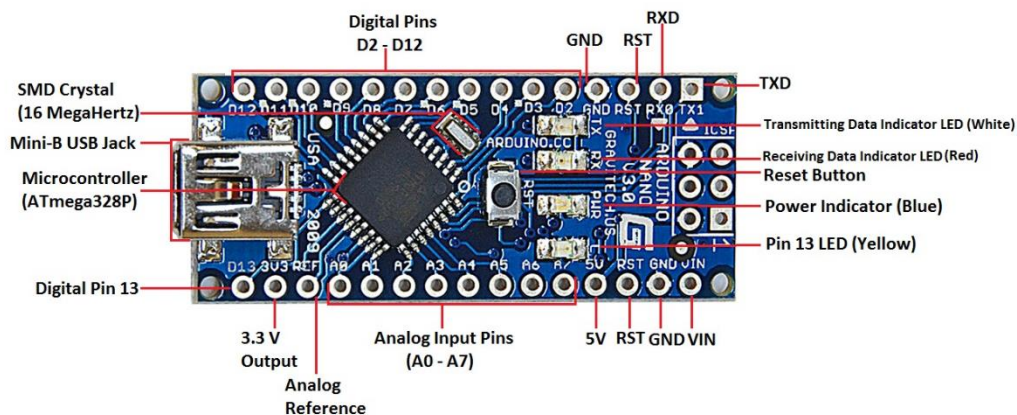 Digital Pins
D2 - D12
GND
RST
RXD
TXD
SMD Crystal
(16 MegaHertz)
Mini-B USB Jack
Microcontroller
(ATmega328P)
Digital Pin 13
D12 D11 D10 D9 D8 D7 D6 D5 D4 D3 D2 GND RST RX0 TX1
ICSP
TX
ARDUINO.CC
RX
RST
PWR
L
USA
2009
GRAVITECH.US
ARDUINO
NANO
V3.0
1
D13 3V3 REF A0 A1 A2 A3 A4 A5 A6 A7 5V RST GND VIN
Transmitting Data Indicator LED (White)
Receiving Data Indicator LED (Red)
Reset Button
Power Indicator (Blue)
Pin 13 LED (Yellow)
3.3 V
Output
Analog
Reference
Analog Input Pins
(A0 - A7)
5V
RST
GND
VIN